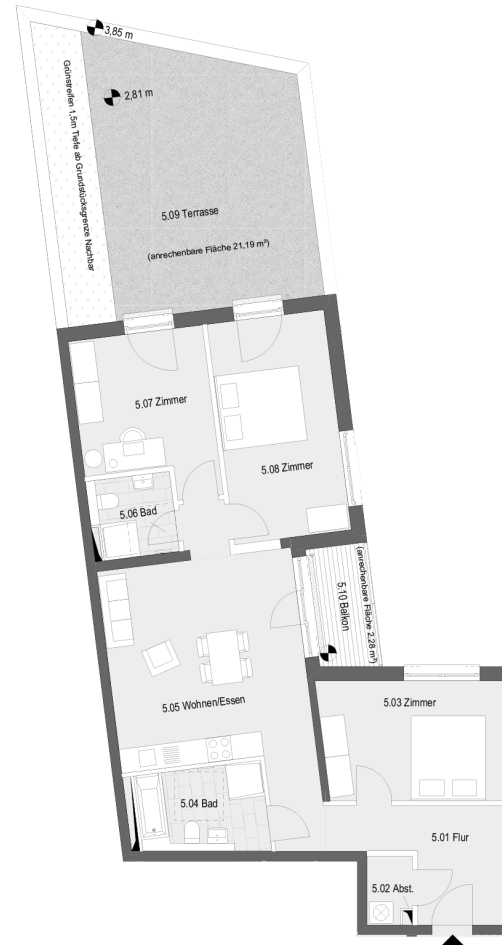 3,85 m
2,81 m
Grünstreifen 1,5m Tiefe ab Grundstücksgrenze Nachbar
5.09 Terrasse
(anrechenbare Fläche 21,19 m²)
5.07 Zimmer
5.08 Zimmer
5.06 Bad
5.10 Balkon
(anrechenbare Fläche 2,28 m²)
5.05 Wohnen/Essen
5.03 Zimmer
5.04 Bad
5.01 Flur
5.02 Abst.